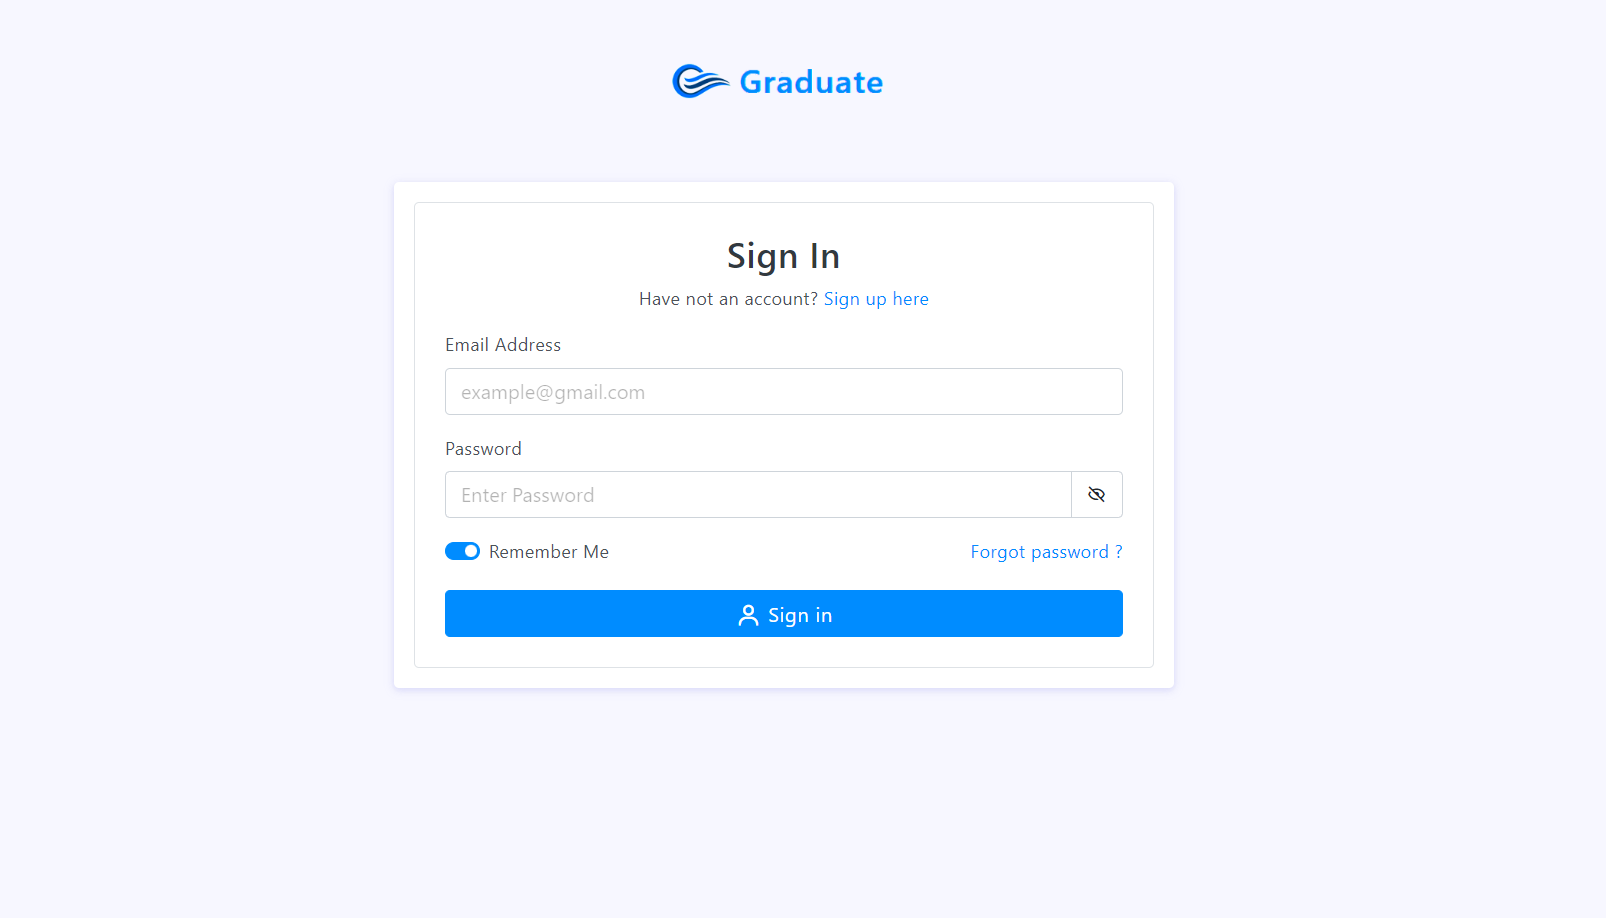 Graduate
Sign In
Have not an account? Sign up here
Email Address
example@gmail.com
Password
Enter Password
Remember Me
Forgot password ?
Sign in